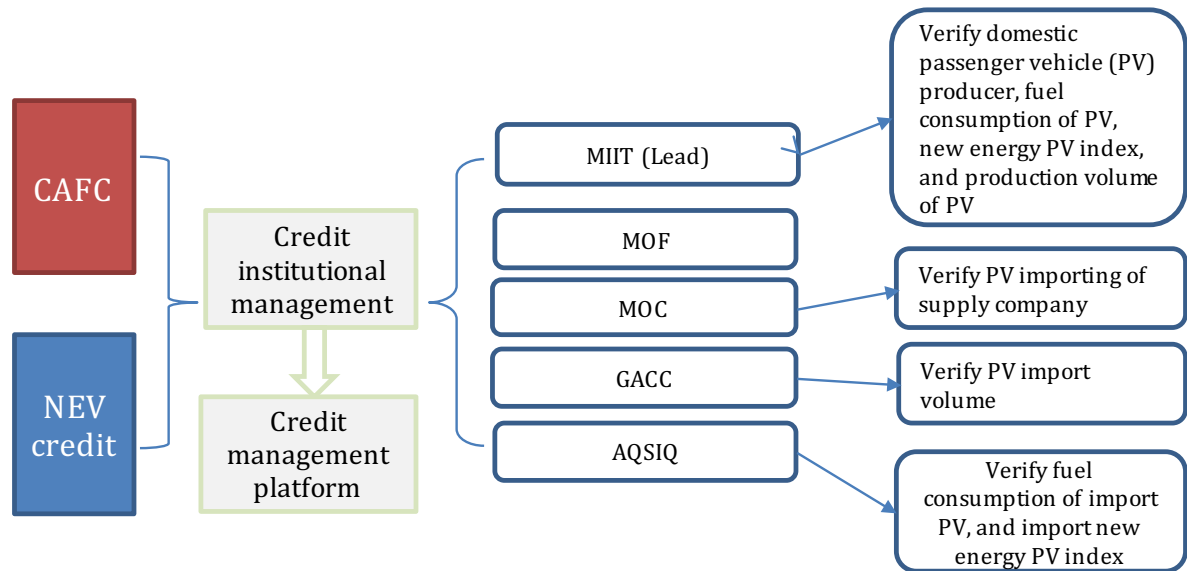 CAFC
NEV
credit
Credit
institutional
management
Credit
management
platform
MIIT (Lead)
MOF
MOC
GACC
AQSIQ
Verify domestic
passenger vehicle (PV)
producer, fuel
consumption of PV,
new energy PV index,
and production volume
of PV
Verify PV importing of
supply company
Verify PV import
volume
Verify fuel
consumption of import
PV, and import new
energy PV index